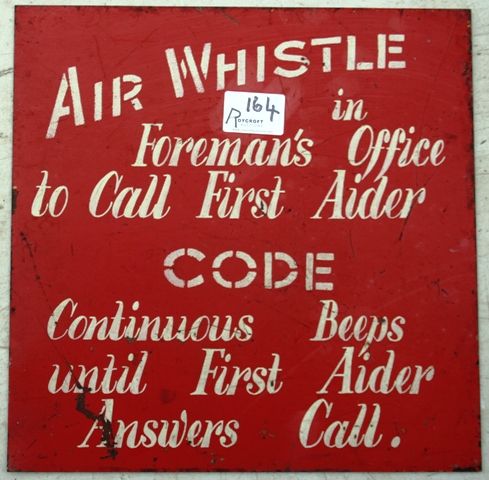 AIR WHISTLE
164
ROYCROFT
in
Foreman's Office
to Call First Aider
CODE
Continuous Beeps
until First Aider
Answers Call.